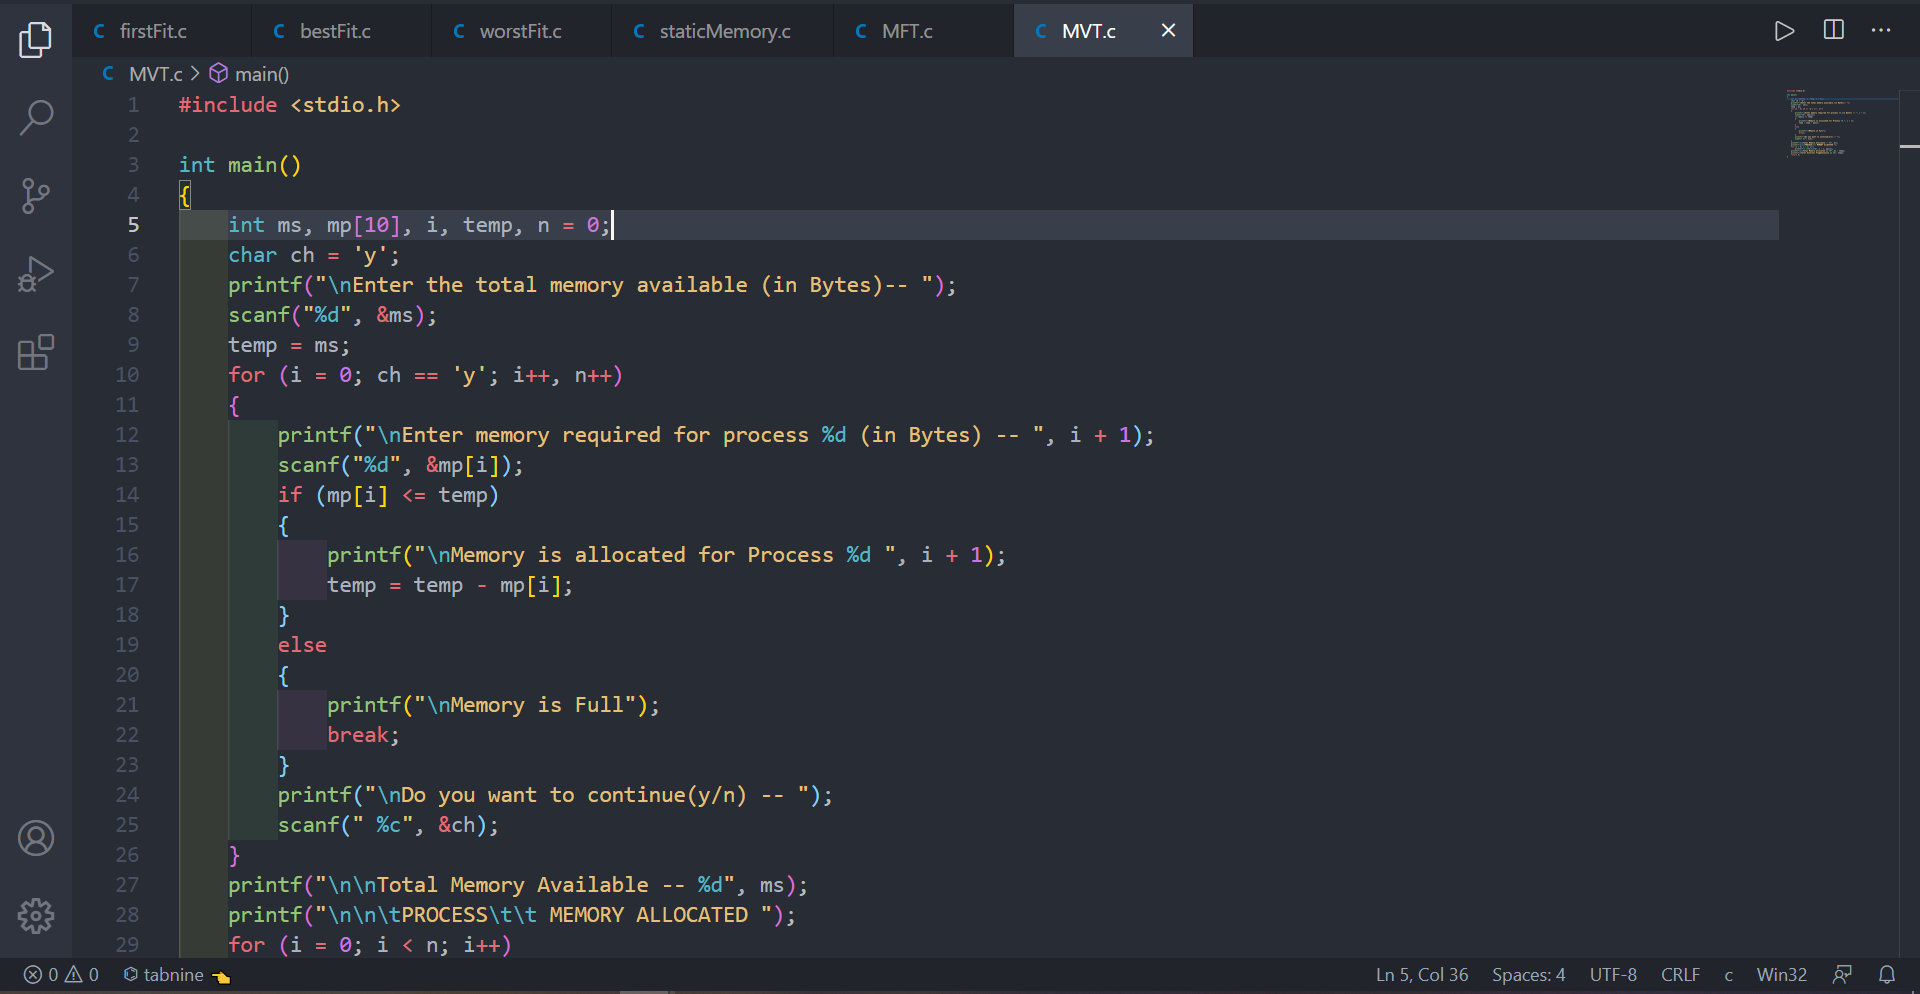 C firstFit.c C bestFit.c C worstFit.c C staticMemory.c C MFT.c C MVT.c
C MVT.c > main()
1 #include <stdio.h>
2
3 int main()
4 {
5     int ms, mp[10], i, temp, n = 0;
6     char ch = 'y';
7     printf("\nEnter the total memory available (in Bytes)-- ");
8     scanf("%d", &ms);
9     temp = ms;
10     for (i = 0; ch == 'y'; i++, n++)
11     {
12         printf("\nEnter memory required for process %d (in Bytes) -- ", i + 1);
13         scanf("%d", &mp[i]);
14         if (mp[i] <= temp)
15         {
16             printf("\nMemory is allocated for Process %d ", i + 1);
17             temp = temp - mp[i];
18         }
19         else
20         {
21             printf("\nMemory is Full");
22             break;
23         }
24         printf("\nDo you want to continue(y/n) -- ");
25         scanf(" %c", &ch);
26     }
27     printf("\n\nTotal Memory Available -- %d", ms);
28     printf("\n\n\tPROCESS\t\t MEMORY ALLOCATED ");
29     for (i = 0; i < n; i++)
0 0 tabnine Ln 5, Col 36 Spaces: 4 UTF-8 CRLF c Win32